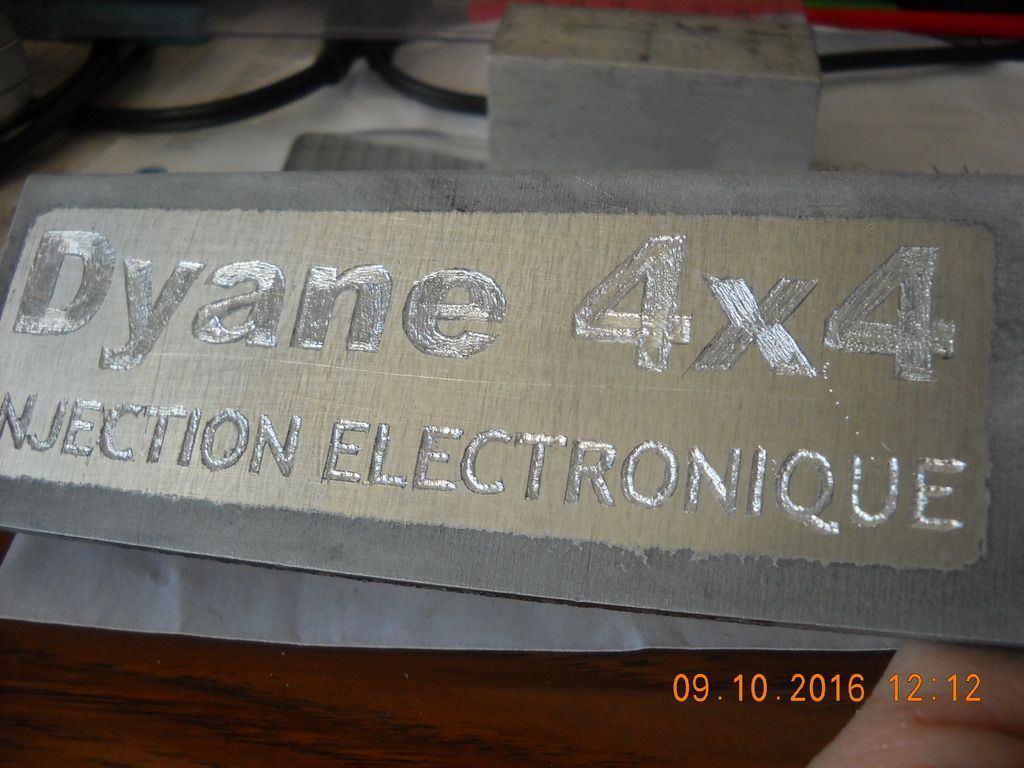 Dyane 4x4
NJECTION ELECTRONIQUE
09.10.2016 12:12